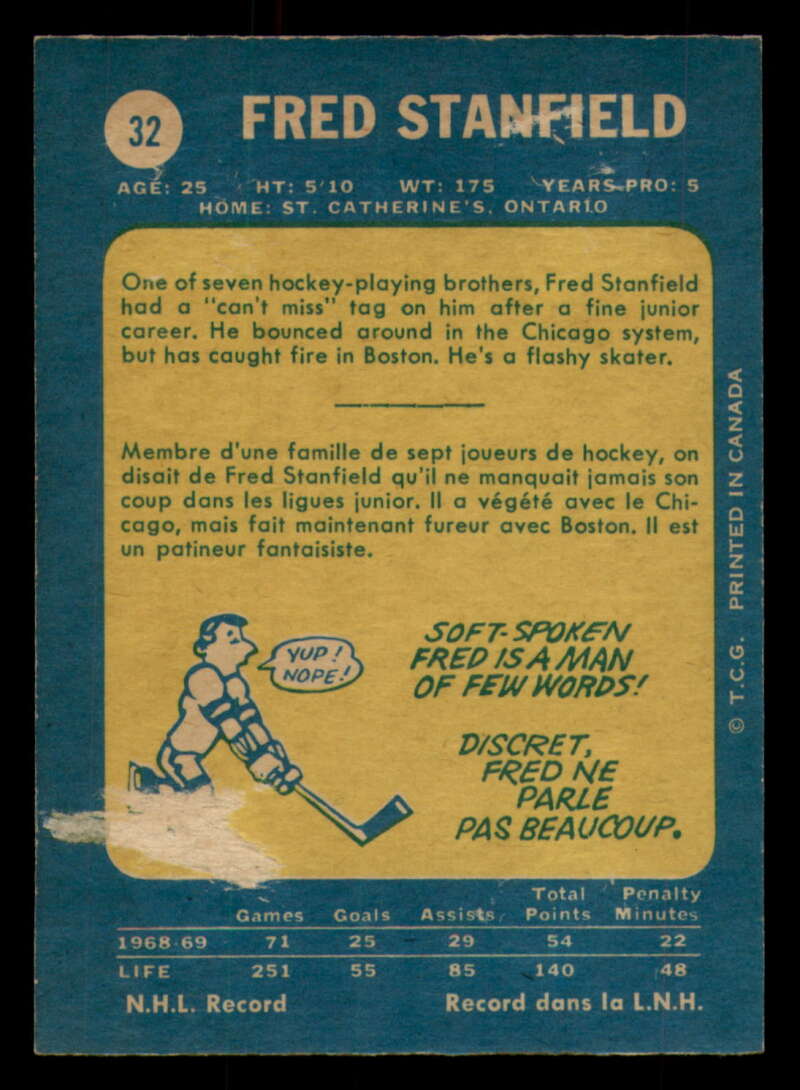 32
FRED STANFIELD
AGE: 25 HT: 5'10 WT: 175 YEARS PRO: 5
HOME: ST. CATHERINE'S, ONTARIO
One of seven hockey-playing brothers, Fred Stanfield
had a "can't miss" tag on him after a fine junior
career. He bounced around in the Chicago system,
but has caught fire in Boston. He's a flashy skater.
Membre d'une famille de sept joueurs de hockey, on
disait de Fred Stanfield qu'il ne manquait jamais son
coup dans les ligues junior. Il a végété avec le Chi-
cago, mais fait maintenant fureur avec Boston. Il est
un patineur fantaisiste.
YUP!
NOPE!
SOFT-SPOKEN
FRED IS A MAN
OF FEW WORDS!
DISCRET,
FRED NE
PARLE
PAS BEAUCOUP.
© T.C.G. PRINTED IN CANADA
Total Penalty
Games Goals Assists Points Minutes
1968-69 71 25 29 54 22
LIFE 251 55 85 140 48
N.H.L. Record Record dans la L.N.H.